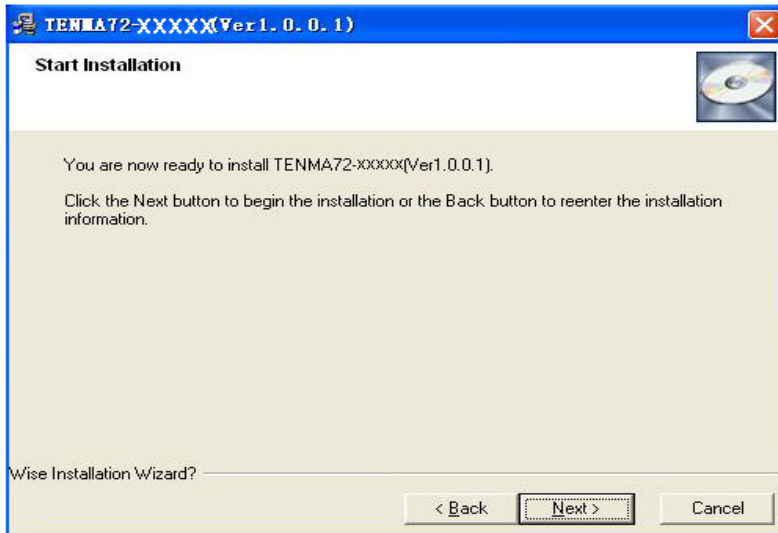 TENMA72-XXXXX(Ver1.0.0.1)
Start Installation
You are now ready to install TENMA72-XXXXX(Ver1.0.0.1).
Click the Next button to begin the installation or the Back button to reenter the installation
information.
Wise Installation Wizard?
< Back
Next >
Cancel